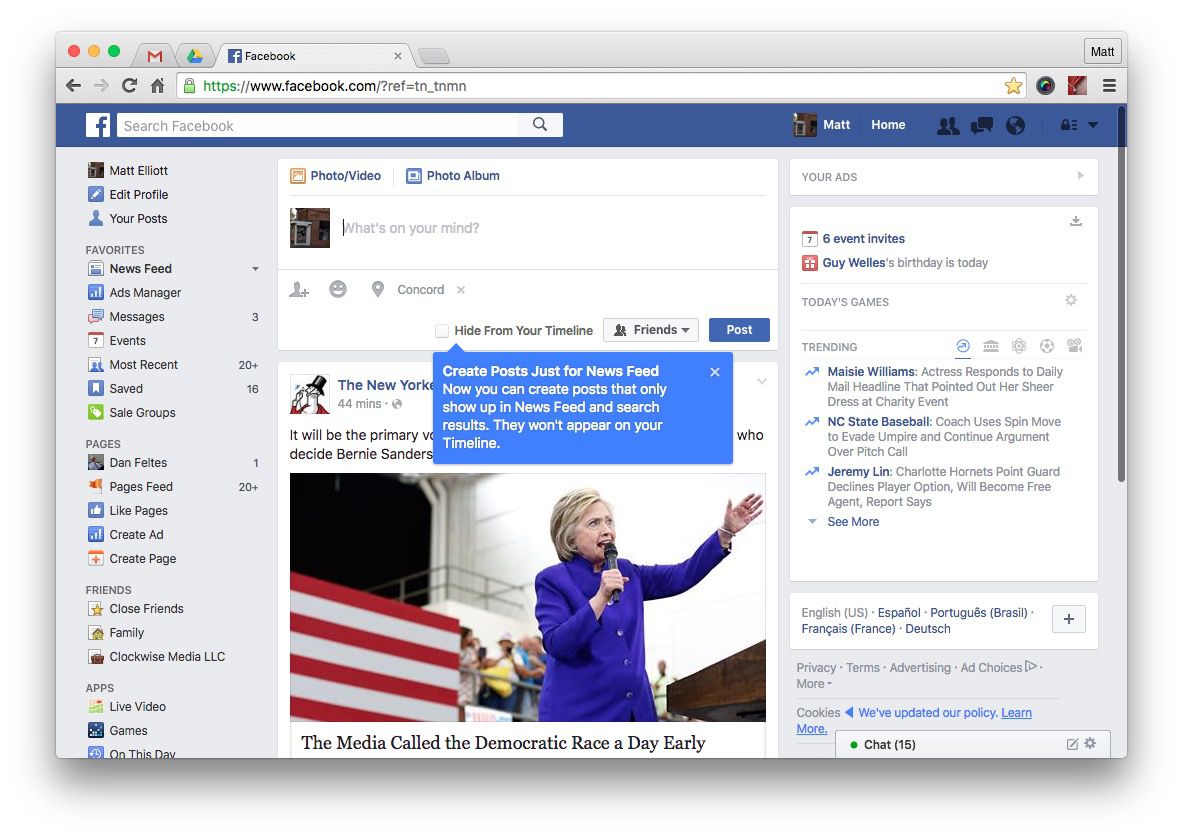 Facebook
Matt
https://www.facebook.com/?ref=tn_tnmn
Search Facebook
Matt
Home
Matt Elliott
Edit Profile
Your Posts
FAVORITES
News Feed
Ads Manager
Messages 3
7 Events
Most Recent 20+
Saved 16
Sale Groups
PAGES
Dan Feltes 1
Pages Feed 20+
Like Pages
Create Ad
Create Page
FRIENDS
Close Friends
Family
Clockwise Media LLC
APPS
Live Video
Games
On This Day
Photo/Video
Photo Album
What's on your mind?
Concord
Hide From Your Timeline
Friends
Post
Create Posts Just for News Feed
Now you can create posts that only
show up in News Feed and search
results. They won't appear on your
Timeline.
The New Yorke
44 mins ·
It will be the primary vo
who
decide Bernie Sanders
The Media Called the Democratic Race a Day Early
YOUR ADS
7 6 event invites
Guy Welles's birthday is today
TODAY'S GAMES
TRENDING
Maisie Williams: Actress Responds to Daily
Mail Headline That Pointed Out Her Sheer
Dress at Charity Event
NC State Baseball: Coach Uses Spin Move
to Evade Umpire and Continue Argument
Over Pitch Call
Jeremy Lin: Charlotte Hornets Point Guard
Declines Player Option, Will Become Free
Agent, Report Says
See More
English (US) · Español · Português (Brasil) ·
Français (France) · Deutsch
Privacy · Terms · Advertising · Ad Choices ·
More
Cookies We've updated our policy. Learn
More.
Chat (15)